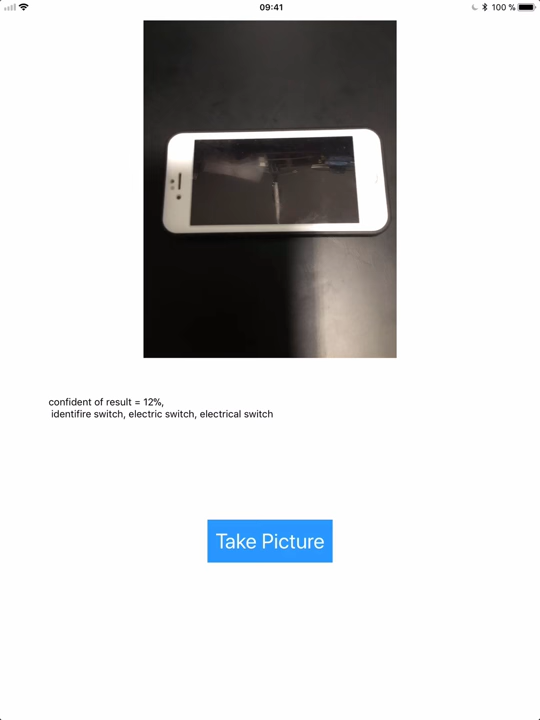 09:41
100 %
confident of result = 12%,
identifire switch, electric switch, electrical switch
Take Picture